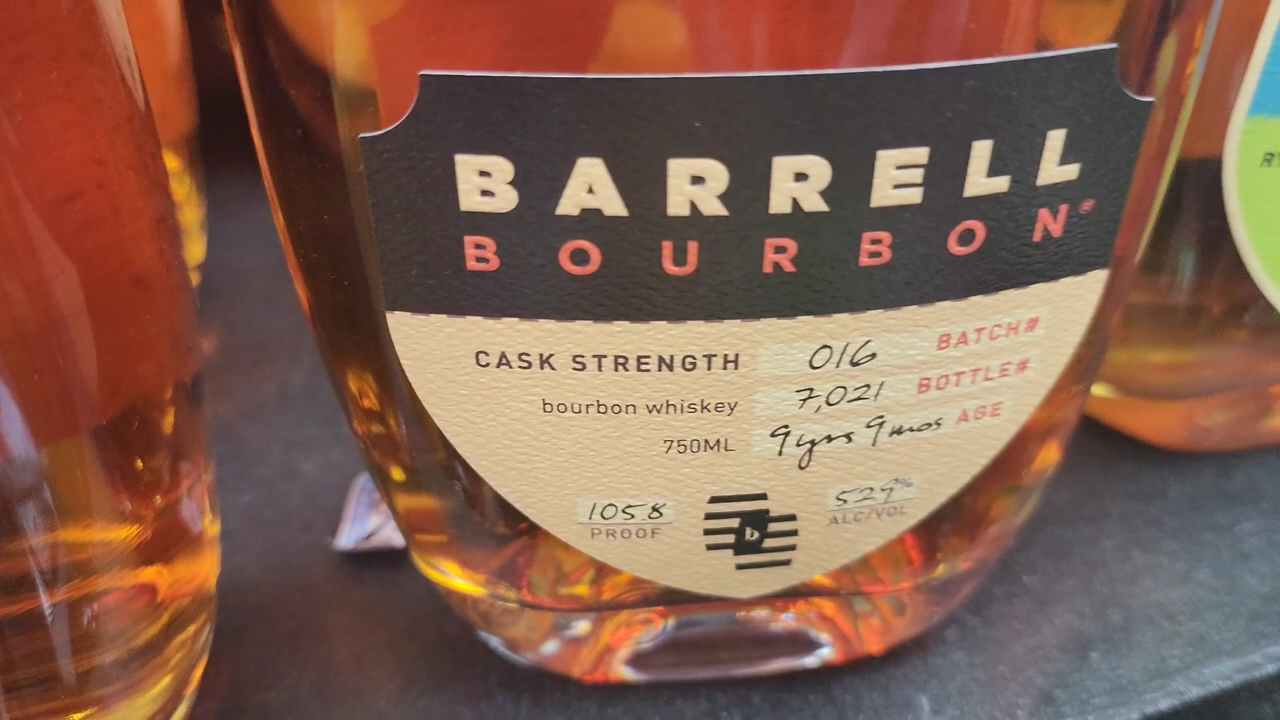 BARRELL
BOURBON®
CASK STRENGTH 016 BATCH#
bourbon whiskey 7,021 BOTTLE#
750ML 9yrs 9mos AGE
105.8 52.9%
PROOF b ALC/VOL